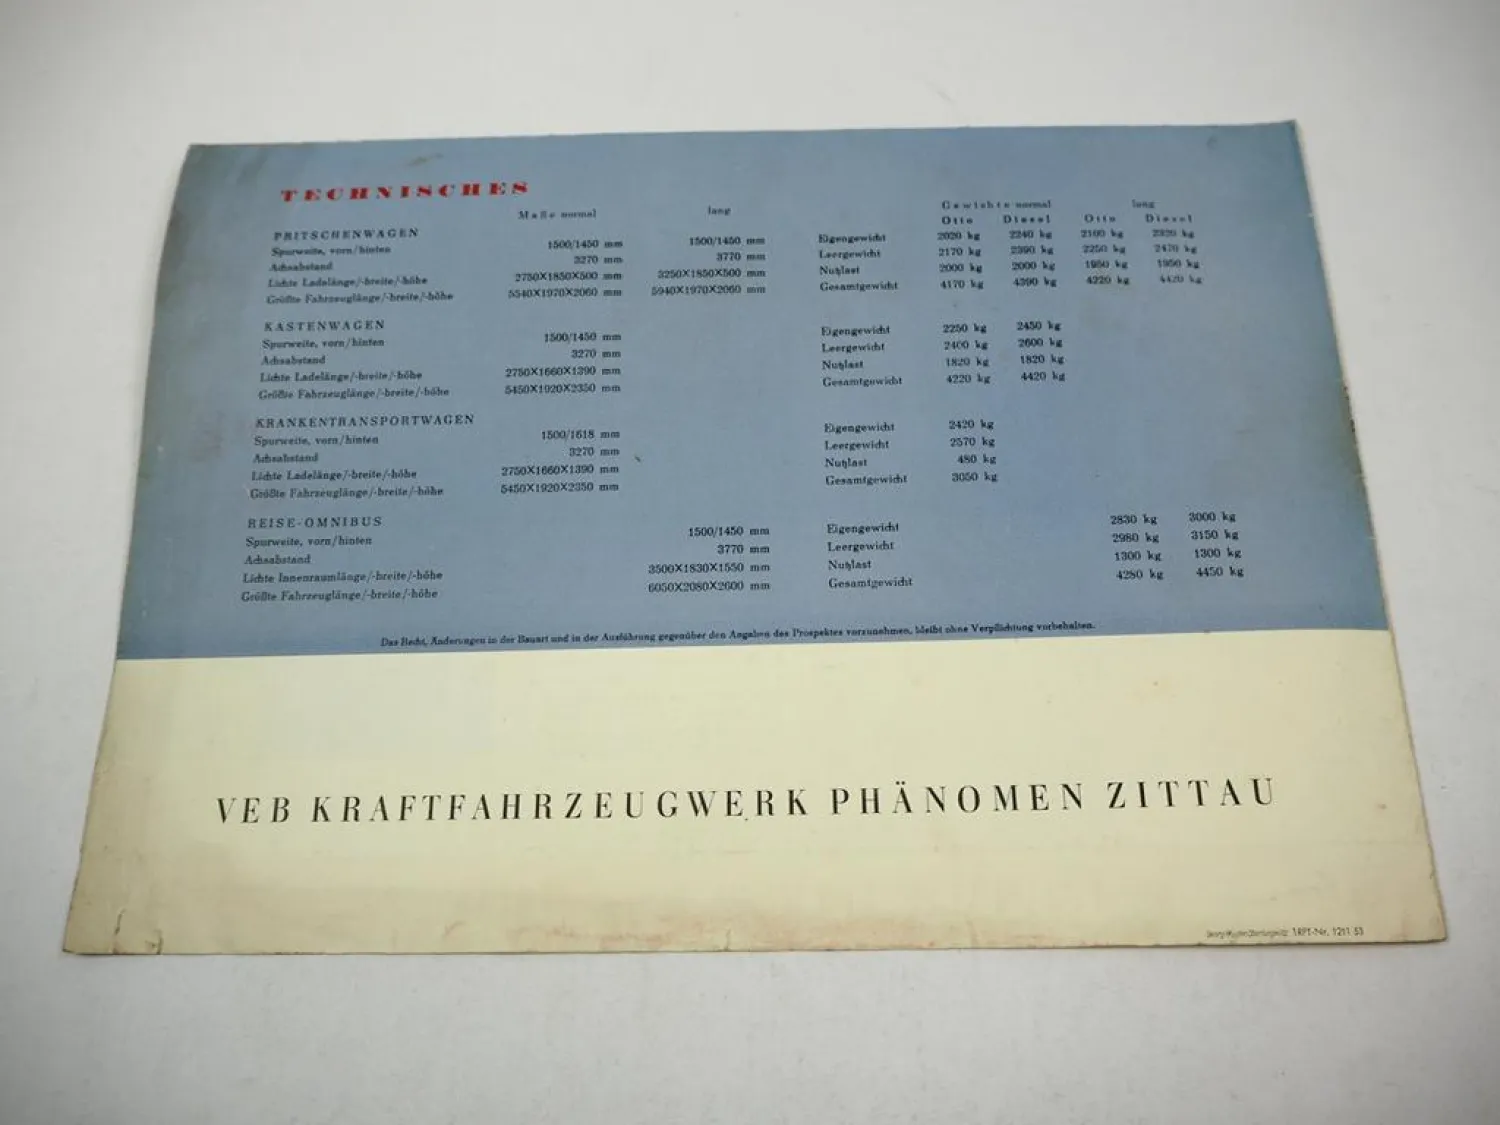 TECHNISCHES
Maße normal lang Gewichte normal lang
Otto Diesel Otto Diesel
PRITSCHENWAGEN
Spurweite, vorn/hinten 1500/1450 mm 1500/1450 mm Eigengewicht 2020 kg 2240 kg 2100 kg 2320 kg
Achsabstand 3270 mm 3770 mm Leergewicht 2170 kg 2390 kg 2250 kg 2470 kg
Lichte Ladelänge/-breite/-höhe 2750X1850X500 mm 3250X1850X500 mm Nutzlast 2000 kg 2000 kg 1950 kg 1950 kg
Größte Fahrzeuglänge/-breite/-höhe 5540X1970X2060 mm 5940X1970X2060 mm Gesamtgewicht 4170 kg 4390 kg 4220 kg 4420 kg
KASTENWAGEN
Spurweite, vorn/hinten 1500/1450 mm Eigengewicht 2250 kg 2450 kg
Achsabstand 3270 mm Leergewicht 2400 kg 2600 kg
Lichte Ladelänge/-breite/-höhe 2750X1660X1390 mm Nutzlast 1820 kg 1820 kg
Größte Fahrzeuglänge/-breite/-höhe 5450X1920X2350 mm Gesamtgewicht 4220 kg 4420 kg
KRANKENTRANSPORTWAGEN
Spurweite, vorn/hinten 1500/1618 mm Eigengewicht 2420 kg
Achsabstand 3270 mm Leergewicht 2570 kg
Lichte Ladelänge/-breite/-höhe 2750X1660X1390 mm Nutzlast 480 kg
Größte Fahrzeuglänge/-breite/-höhe 5450X1920X2350 mm Gesamtgewicht 3050 kg
REISE-OMNIBUS
Spurweite, vorn/hinten 1500/1450 mm Eigengewicht 2830 kg 3000 kg
Achsabstand 3770 mm Leergewicht 2980 kg 3150 kg
Lichte Innenraumlänge/-breite/-höhe 3500X1830X1550 mm Nutzlast 1300 kg 1300 kg
Größte Fahrzeuglänge/-breite/-höhe 6050X2080X2600 mm Gesamtgewicht 4280 kg 4450 kg
Das Recht, Änderungen in der Bauart und in der Ausführung gegenüber den Angaben des Prospektes vorzunehmen, bleibt ohne Verpflichtung vorbehalten.
VEB KRAFTFAHRZEUGWERK PHÄNOMEN ZITTAU
TRPT-Nr. 1211 53